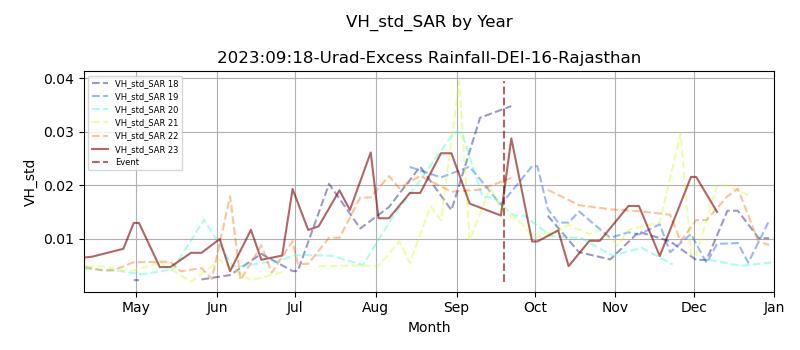 VH_std_SAR by Year
2023:09:18-Urad-Excess Rainfall-DEI-16-Rajasthan
0.04
0.03
0.02
0.01
VH_std
VH_std_SAR 18
VH_std_SAR 19
VH_std_SAR 20
VH_std_SAR 21
VH_std_SAR 22
VH_std_SAR 23
Event
May Jun Jul Aug Sep Oct Nov Dec Jan
Month